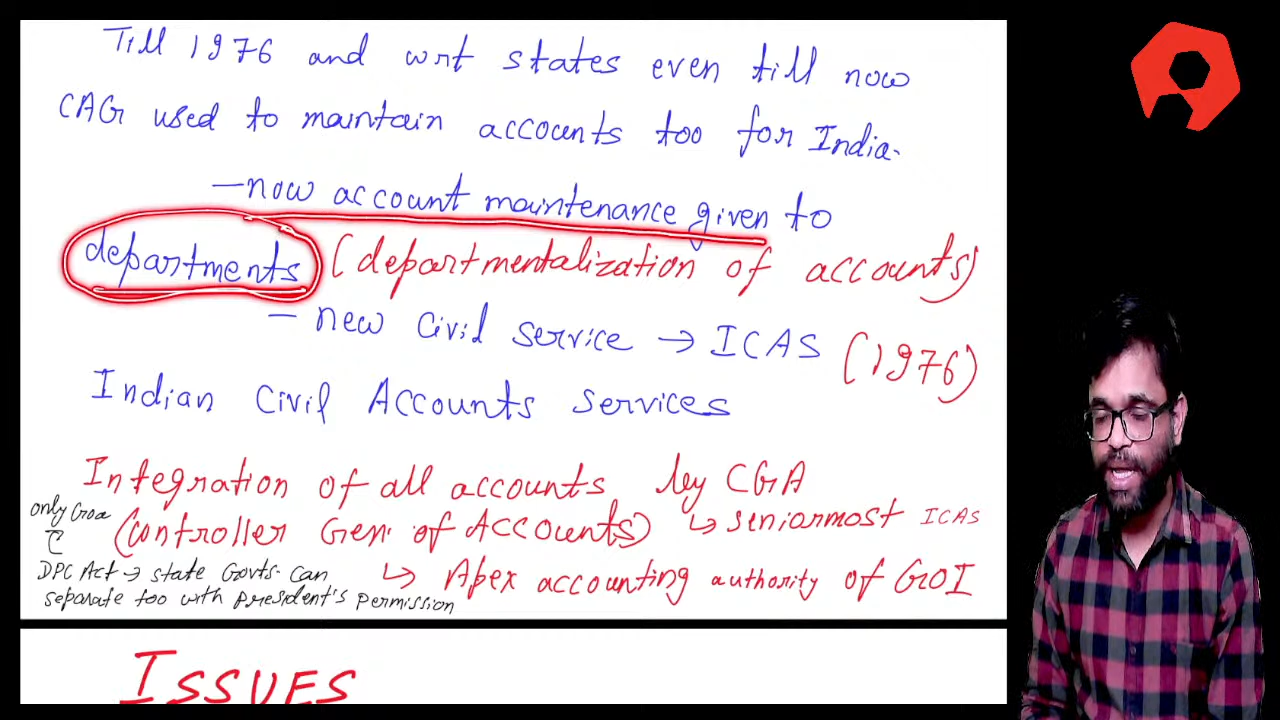 Till 1976 and wrt states even till now
CAG used to maintain accounts too for India.
- now account maintenance given to
departments (departmentalization of accounts)
- new civil service → ICAS (1976)
Indian Civil Accounts Services
Integration of all accounts by CGA
only Goa (Controller Gen. of Accounts) ↳ seniormost ICAS
DPC Act → state Govts. can ↳ Apex accounting authority of GOI
separate too with president's permission
ISSUES